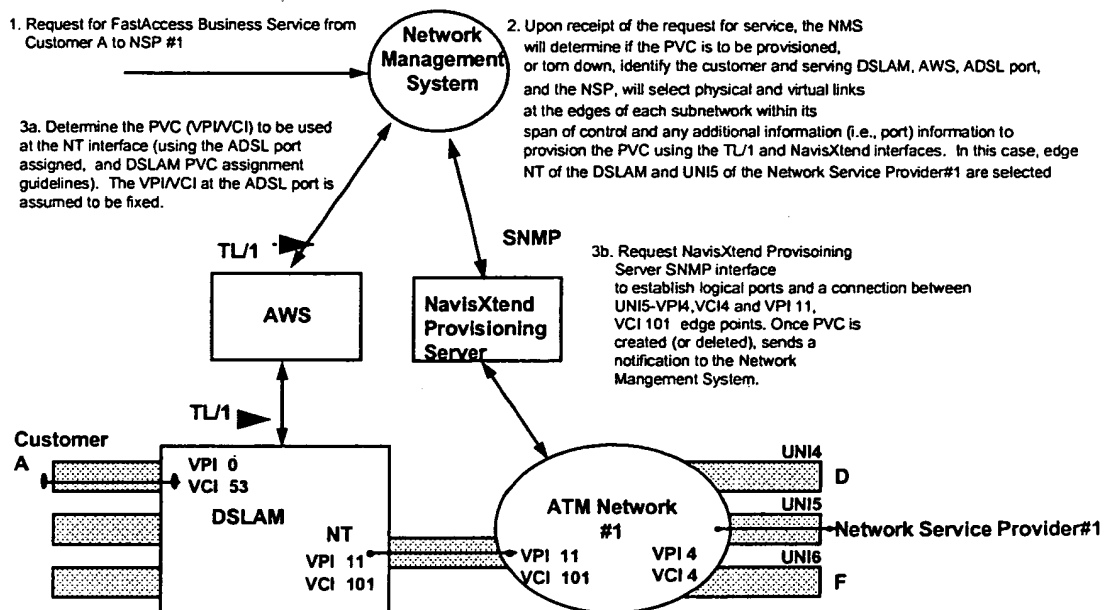 1. Request for FastAccess Business Service from
Customer A to NSP #1
Network
Management
System
2. Upon receipt of the request for service, the NMS
will determine if the PVC is to be provisioned,
or torn down, identify the customer and serving DSLAM, AWS, ADSL port,
and the NSP, will select physical and virtual links
at the edges of each subnetwork within its
span of control and any additional information (i.e., port) information to
provision the PVC using the TL/1 and NavisXtend interfaces. In this case, edge
NT of the DSLAM and UNI5 of the Network Service Provider#1 are selected
3a. Determine the PVC (VPI/VCI) to be used
at the NT interface (using the ADSL port
assigned, and DSLAM PVC assignment
guidelines). The VPI/VCI at the ADSL port is
assumed to be fixed.
TL/1
SNMP
3b. Request NavisXtend Provisoining
Server SNMP interface
to establish logical ports and a connection between
UNI5-VPI4,VCI4 and VPI 11,
VCI 101 edge points. Once PVC is
created (or deleted), sends a
notification to the Network
Mangement System.
AWS
NavisXtend
Provisioning
Server
TL/1
Customer
A
VPI 0
VCI 53
DSLAM
NT
VPI 11
VCI 101
ATM Network
#1
VPI 11
VCI 101
VPI 4
VCI 4
UNI4
D
UNI5
Network Service Provider#1
UNI6
F